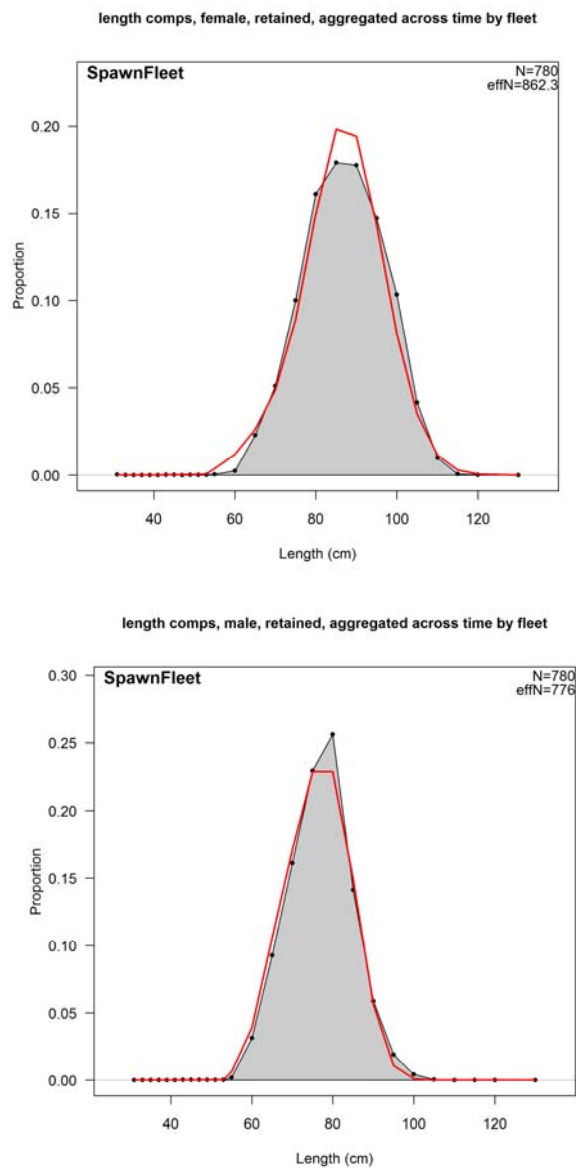 length comps, female, retained, aggregated across time by fleet
SpawnFleet
N=780
effN=862.3
0.20
0.15
0.10
0.05
0.00
Proportion
40 60 80 100 120
Length (cm)
length comps, male, retained, aggregated across time by fleet
SpawnFleet
N=780
effN=776
0.30
0.25
0.20
0.15
0.10
0.05
0.00
Proportion
40 60 80 100 120
Length (cm)